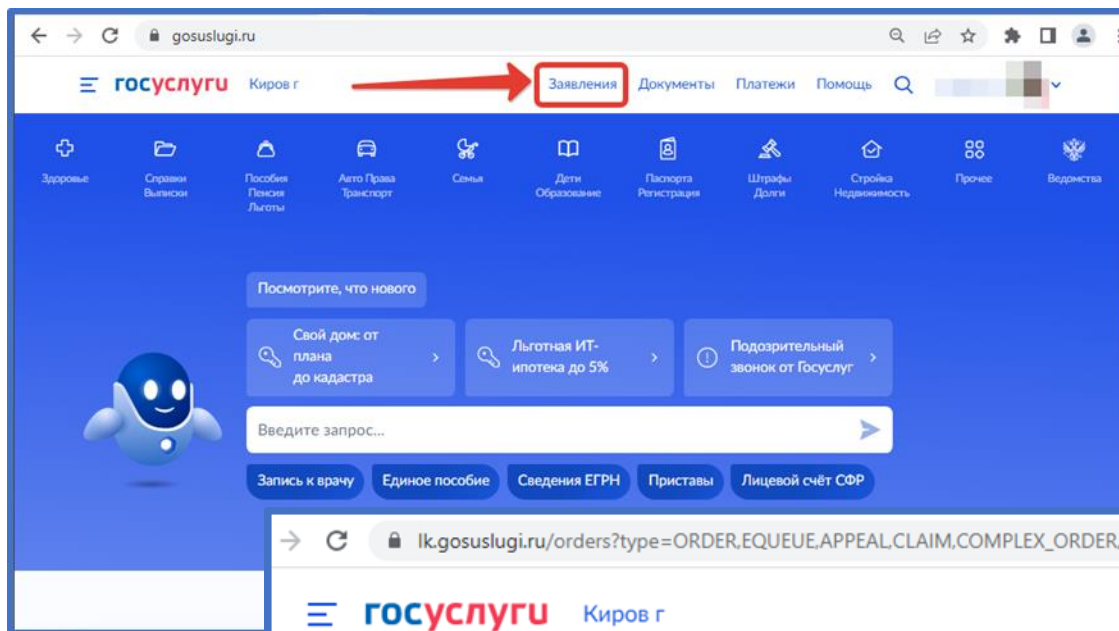 gosuslugi.ru
госуслуги Киров г Заявления Документы Платежи Помощь
Здоровье
Справки
Выписки
Пособия
Пенсия
Льготы
Авто Права
Транспорт
Семья
Дети
Образование
Паспорта
Регистрация
Штрафы
Долги
Стройка
Недвижимость
Прочее
Ведомства
Посмотрите, что нового
Свой дом: от
плана
до кадастра
Льготная ИТ-
ипотека до 5%
Подозрительный
звонок от Госуслуг
Введите запрос...
Запись к врачу Единое пособие Сведения ЕГРН Приставы Лицевой счёт СФР
lk.gosuslugi.ru/orders?type=ORDER,EQUEUE,APPEAL,CLAIM,COMPLEX_ORDER,
госуслуги Киров г